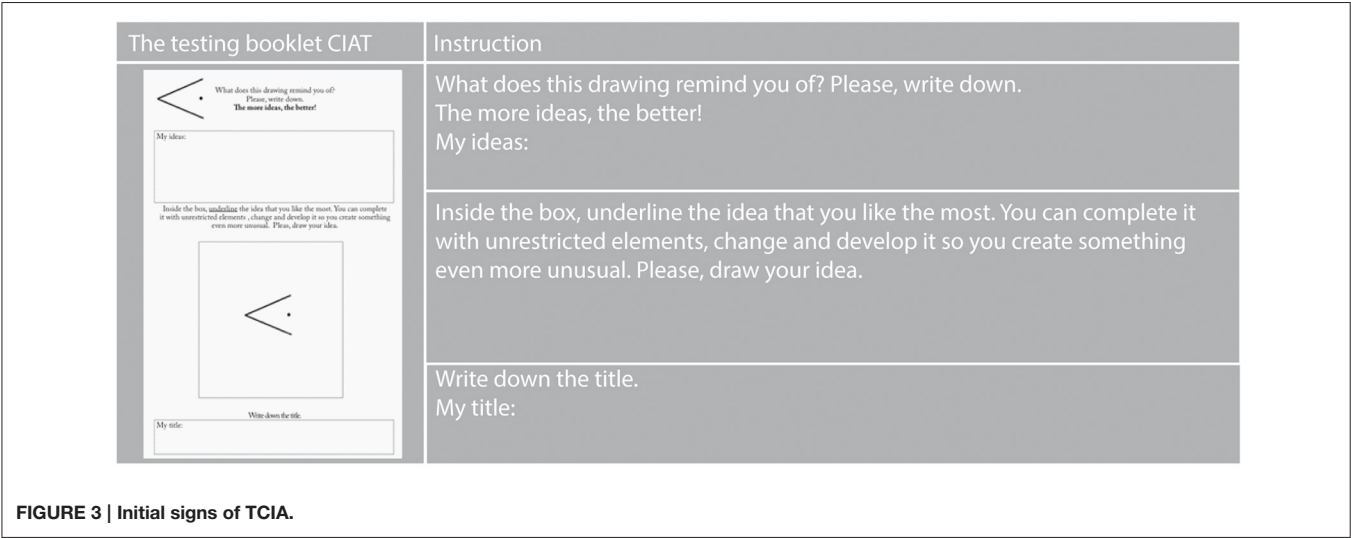 The testing booklet CIAT
Instruction
What does this drawing remind you of?
Please, write down.
The more ideas, the better!
My ideas:
Inside the box, underline the idea that you like the most. You can complete
it with unrestricted elements , change and develop it so you create something
even more unusual. Pleas, draw your idea.
Write down the title.
My title:
What does this drawing remind you of? Please, write down.
The more ideas, the better!
My ideas:
Inside the box, underline the idea that you like the most. You can complete it
with unrestricted elements, change and develop it so you create something
even more unusual. Please, draw your idea.
Write down the title.
My title:
FIGURE 3 | Initial signs of TCIA.